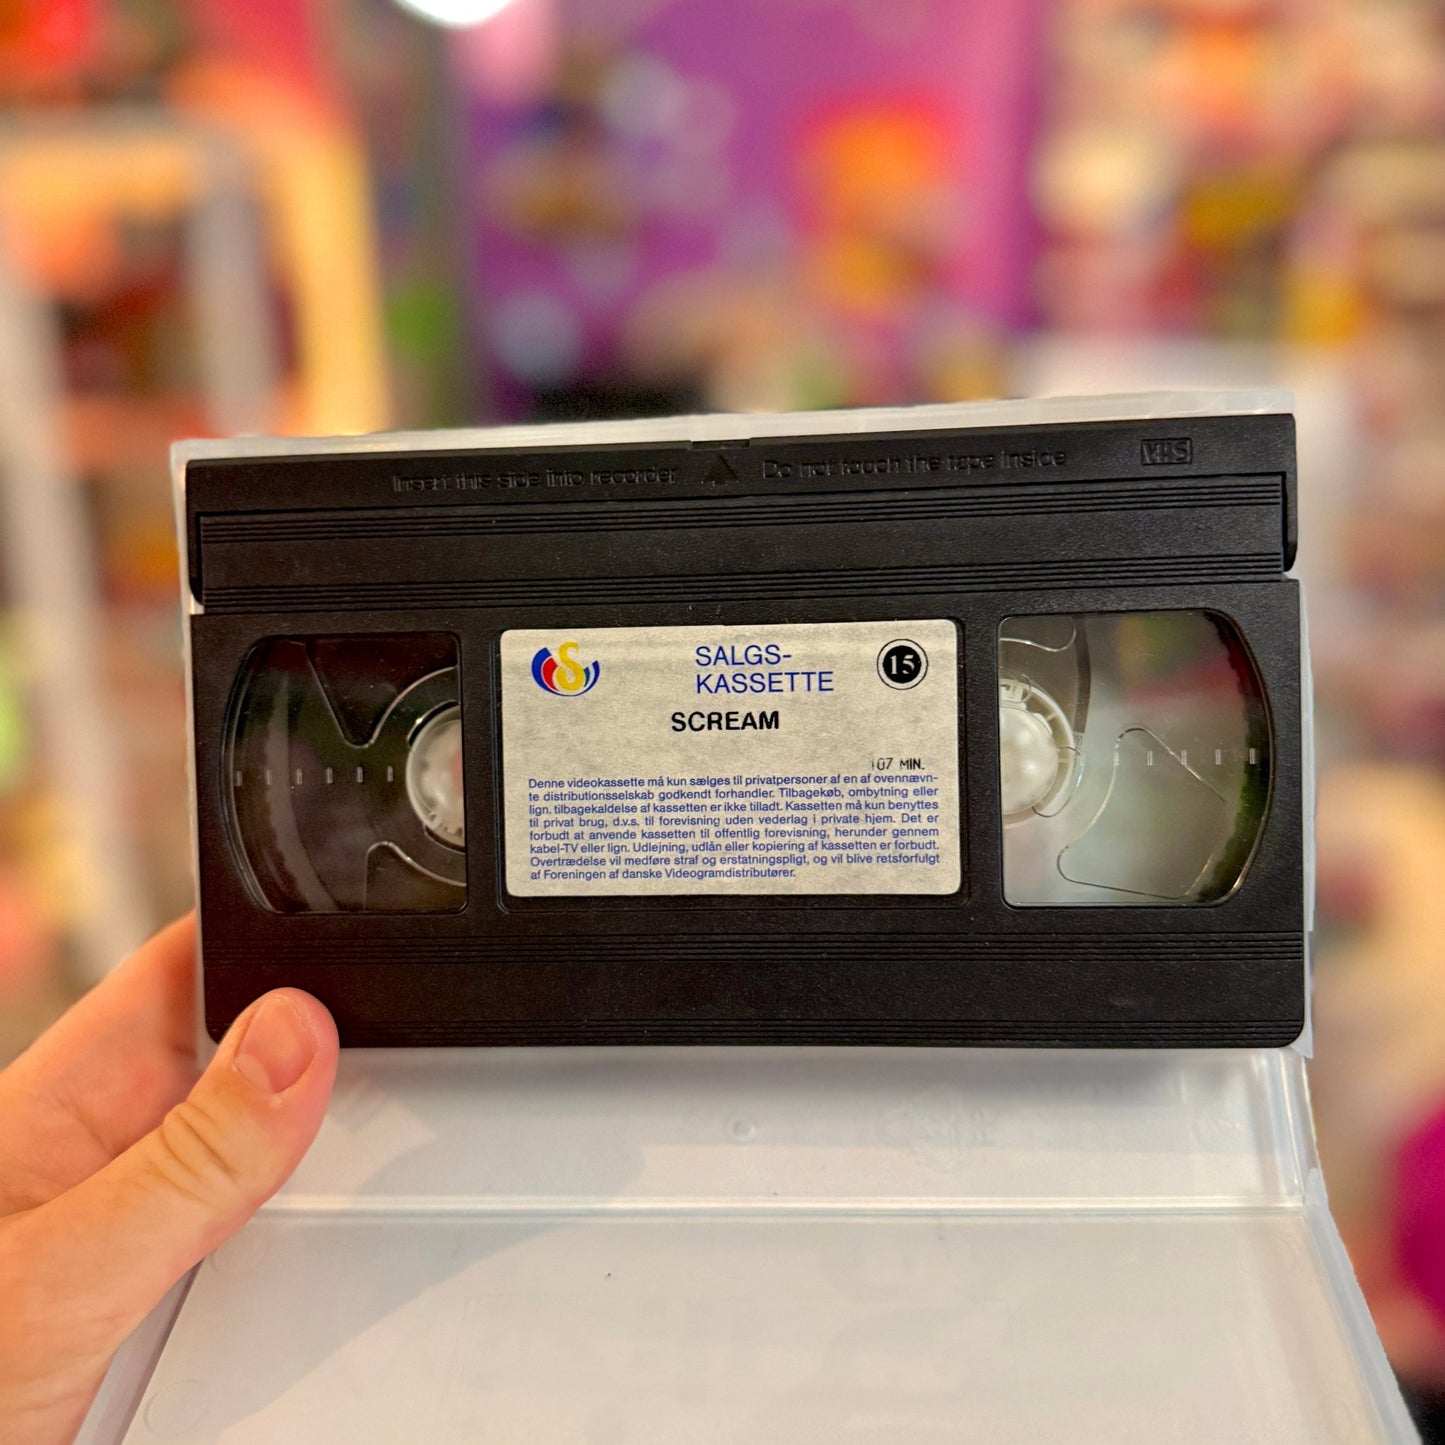 Insert this side into recorder Do not touch the tape inside VHS
S SALGS-
KASSETTE 15
SCREAM
107 MIN.
Denne videokassette må kun sælges til privatpersoner af en af ovennævn-
te distributionsselskab godkendt forhandler. Tilbagekøb, ombytning eller
lign. tilbagekaldelse af kassetten er ikke tilladt. Kassetten må kun benyttes
til privat brug, d.v.s. til forevisning uden vederlag i private hjem. Det er
forbudt at anvende kassetten til offentlig forevisning, herunder gennem
kabel-TV eller lign. Udlejning, udlån eller kopiering af kassetten er forbudt.
Overtrædelse vil medføre straf og erstatningspligt, og vil blive retsforfulgt
af Foreningen af danske Videogramdistributører.